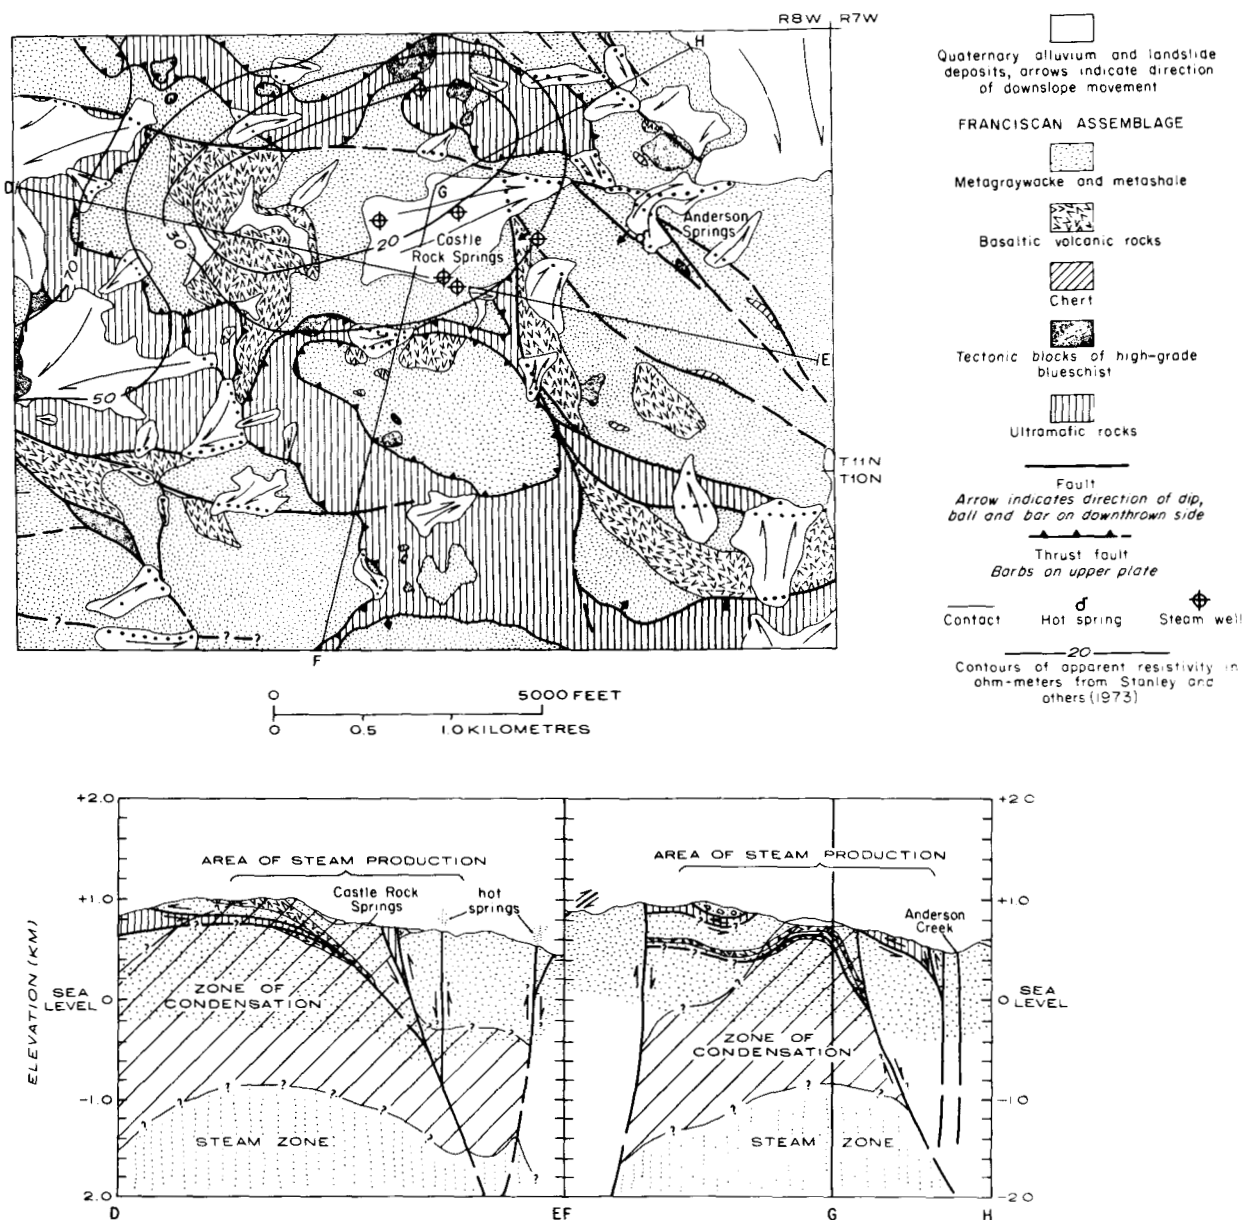 R8W R7W
H
D
G
30
20
Castle
Rock Springs
Anderson
Springs
70
50
E
T11N
T10N
? ?
F
0 5000 FEET
0 0.5 1.0 KILOMETRES
Quaternary alluvium and landslide
deposits, arrows indicate direction
of downslope movement
FRANCISCAN ASSEMBLAGE
Metagraywacke and metashale
Basaltic volcanic rocks
Chert
Tectonic blocks of high-grade
blueschist
Ultramafic rocks
Fault
Arrow indicates direction of dip,
ball and bar on downthrown side
Thrust fault
Barbs on upper plate
Contact Hot spring Steam well
20
Contours of apparent resistivity in
ohm-meters from Stanley and
others (1973)
+2.0 +2 0
AREA OF STEAM PRODUCTION AREA OF STEAM PRODUCTION
+1.0 Castle Rock
Springs
hot
springs
Anderson
Creek
+1 0
ELEVATION (KM)
SEA
LEVEL
0
ZONE OF
CONDENSATION
ZONE OF
CONDENSATION
0 SEA
LEVEL
-1.0 -1 0
STEAM ZONE STEAM ZONE
2.0 -2 0
D EF G H